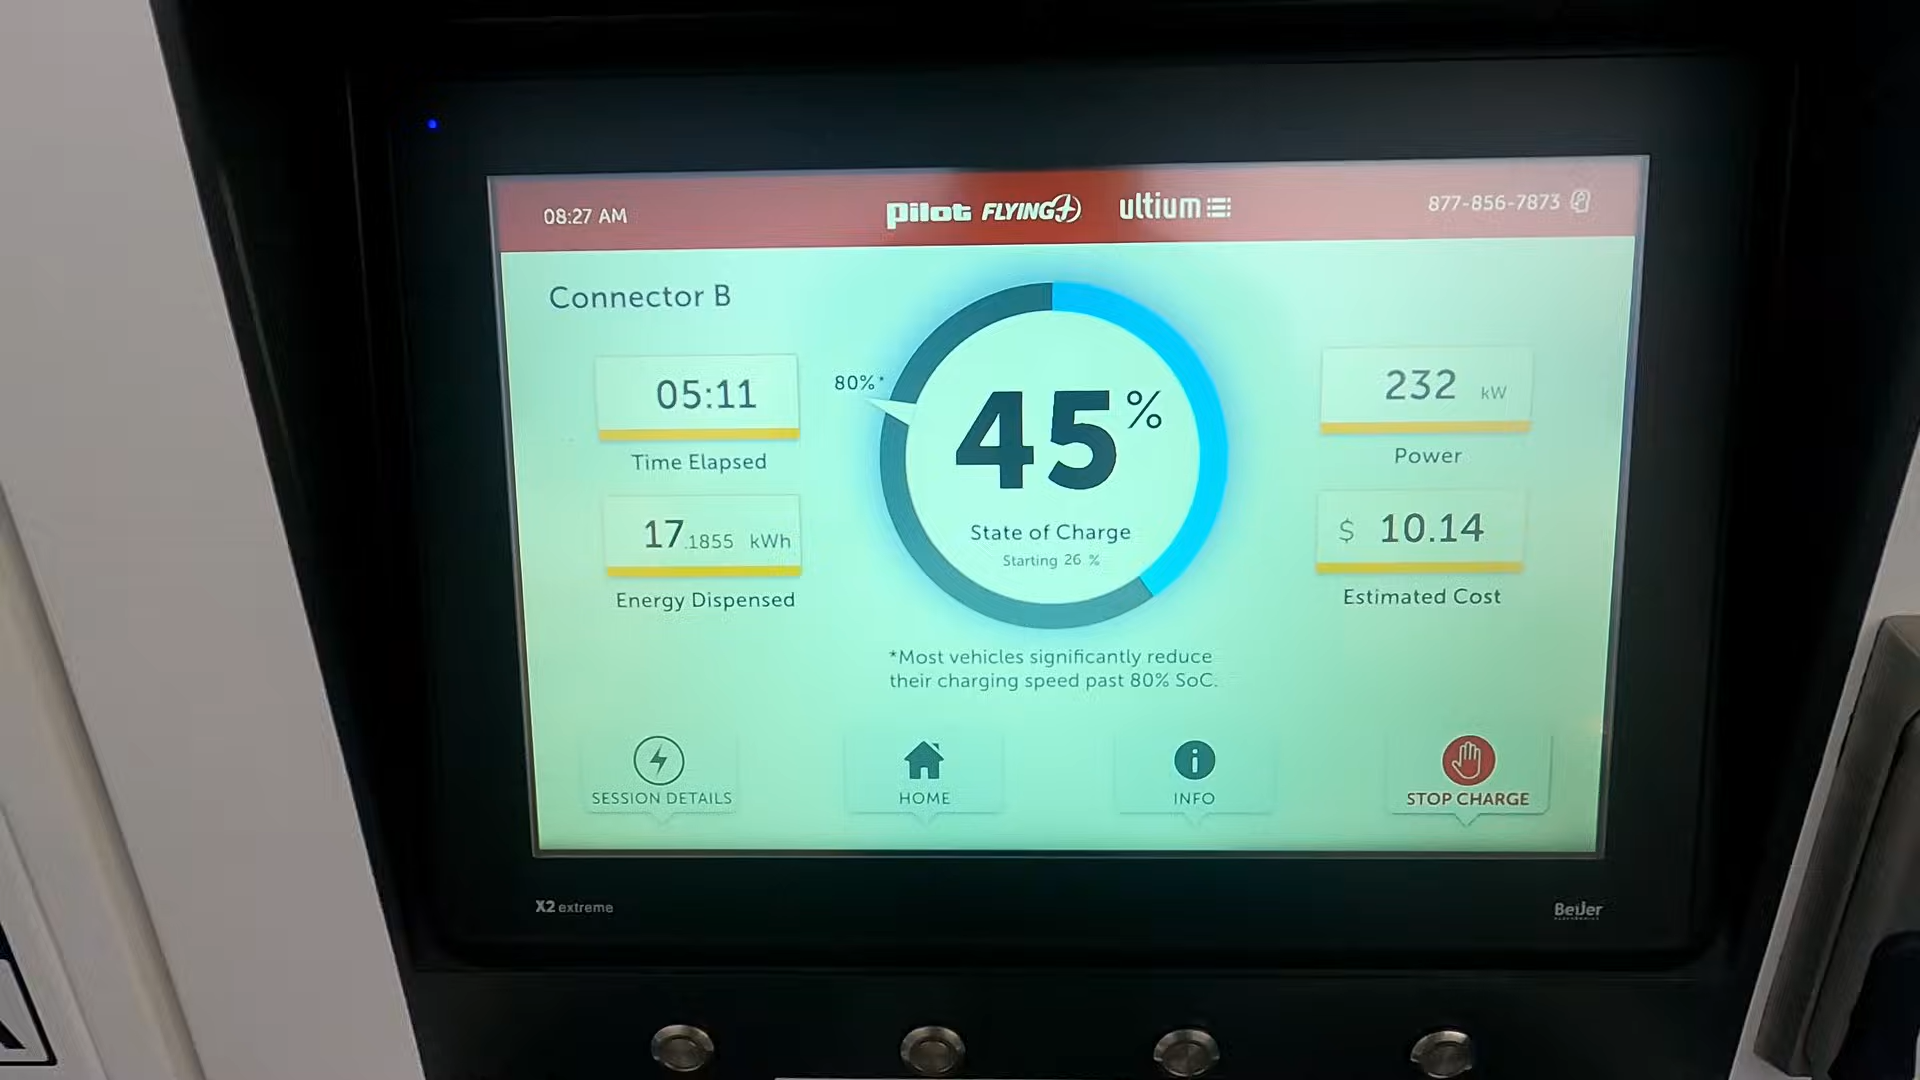 08:27 AM
PILOT FLYING J
ultium
877-856-7873
Connector B
05:11
Time Elapsed
17.1855 kWh
Energy Dispensed
80%*
45%
State of Charge
Starting 26 %
232 kW
Power
$ 10.14
Estimated Cost
*Most vehicles significantly reduce
their charging speed past 80% SoC.
SESSION DETAILS
HOME
INFO
STOP CHARGE
X2 extreme
Beijer